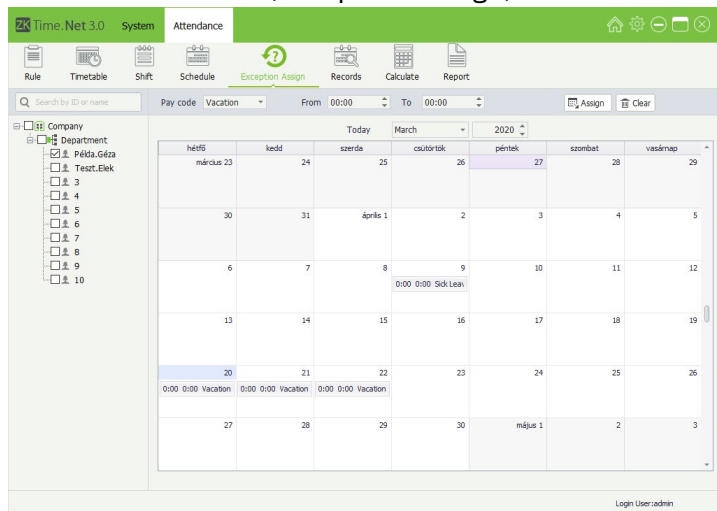 ZK Time.Net 3.0 System Attendance
Rule Timetable Shift Schedule Exception Assign Records Calculate Report
Search by ID or name Pay code Vacation From 00:00 To 00:00 Assign Clear
Company
Department
Példa.Géza
Teszt.Elek
3
4
5
6
7
8
9
10
Today March 2020
hétfő kedd szerda csütörtök péntek szombat vasárnap
március 23 24 25 26 27 28 29
30 31 április 1 2 3 4 5
6 7 8 9 10 11 12
0:00 0:00 Sick Leav
13 14 15 16 17 18 19
20 21 22 23 24 25 26
0:00 0:00 Vacation 0:00 0:00 Vacation 0:00 0:00 Vacation
27 28 29 30 május 1 2 3
Login User:admin